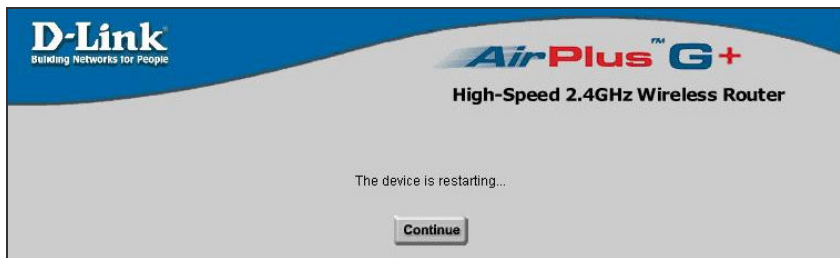 D-Link
Building Networks for People
AirPlus™ G+
High-Speed 2.4GHz Wireless Router
The device is restarting...
Continue